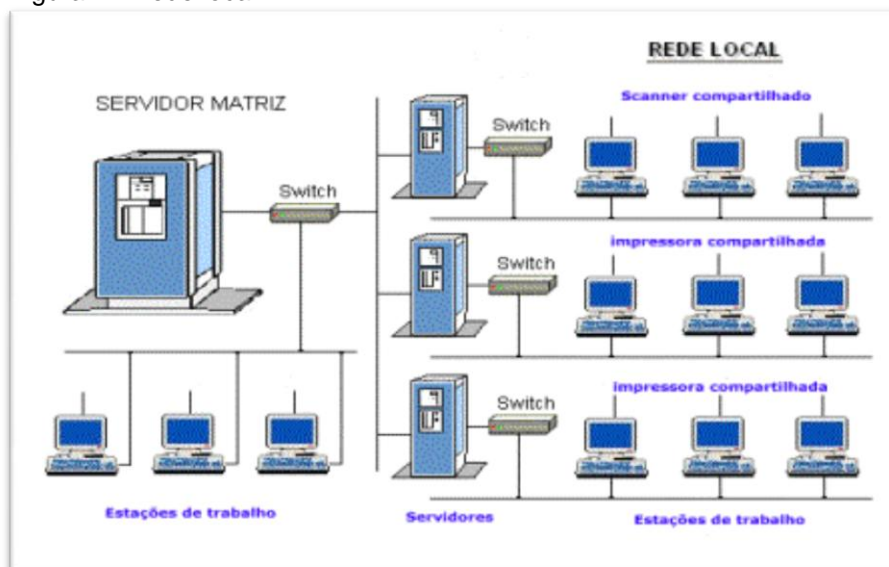 REDE LOCAL
SERVIDOR MATRIZ
Scanner compartilhado
Switch
Switch
impressora compartilhada
Switch
impressora compartilhada
Switch
Estações de trabalho
Servidores
Estações de trabalho